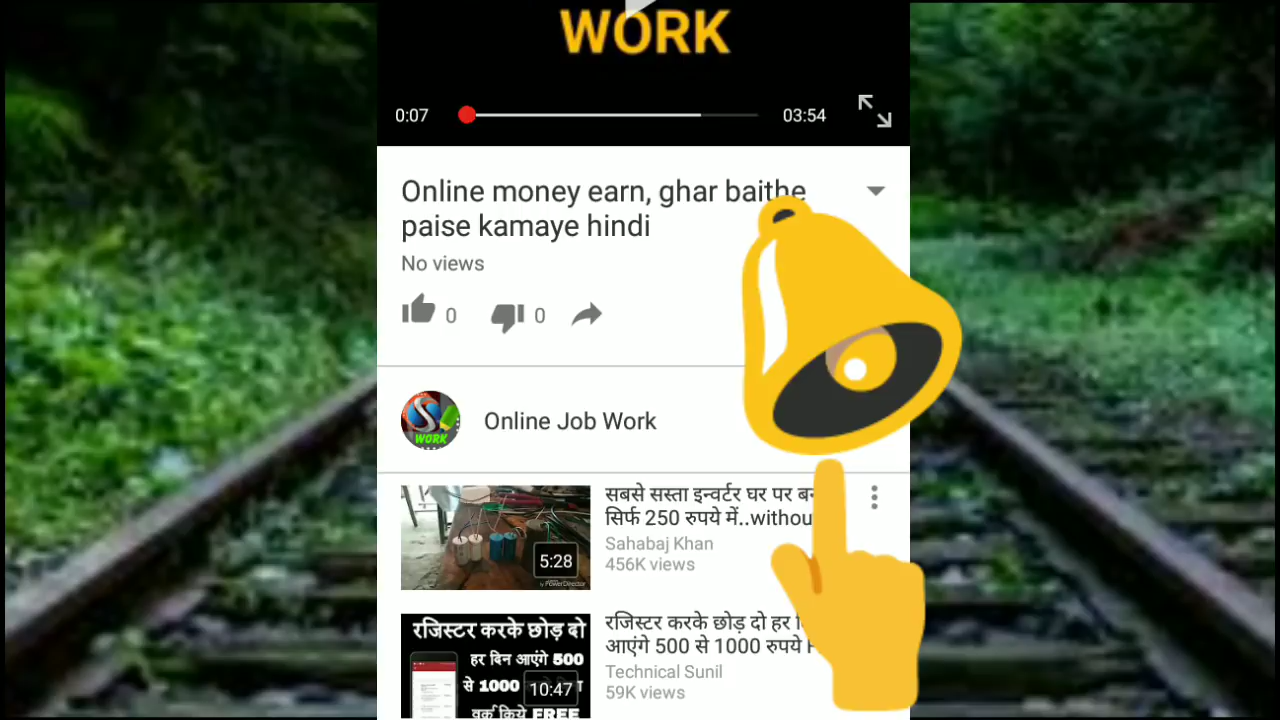 WORK
0:07
03:54
Online money earn, ghar baithe
paise kamaye hindi
No views
0
0
WORK
Online Job Work
सबसे सस्ता इन्वर्टर घर पर
सिर्फ 250 रुपये में..withou
Sahabaj Khan
456K views
5:28
by PowerDirector
रजिस्टर करके छोड़ दो हर
आएंगे 500 से 1000 रुपये
Technical Sunil
59K views
रजिस्टर करके छोड़ दो
हर दिन आएंगे 500
से 1000
10:47
वर्क किये FREE